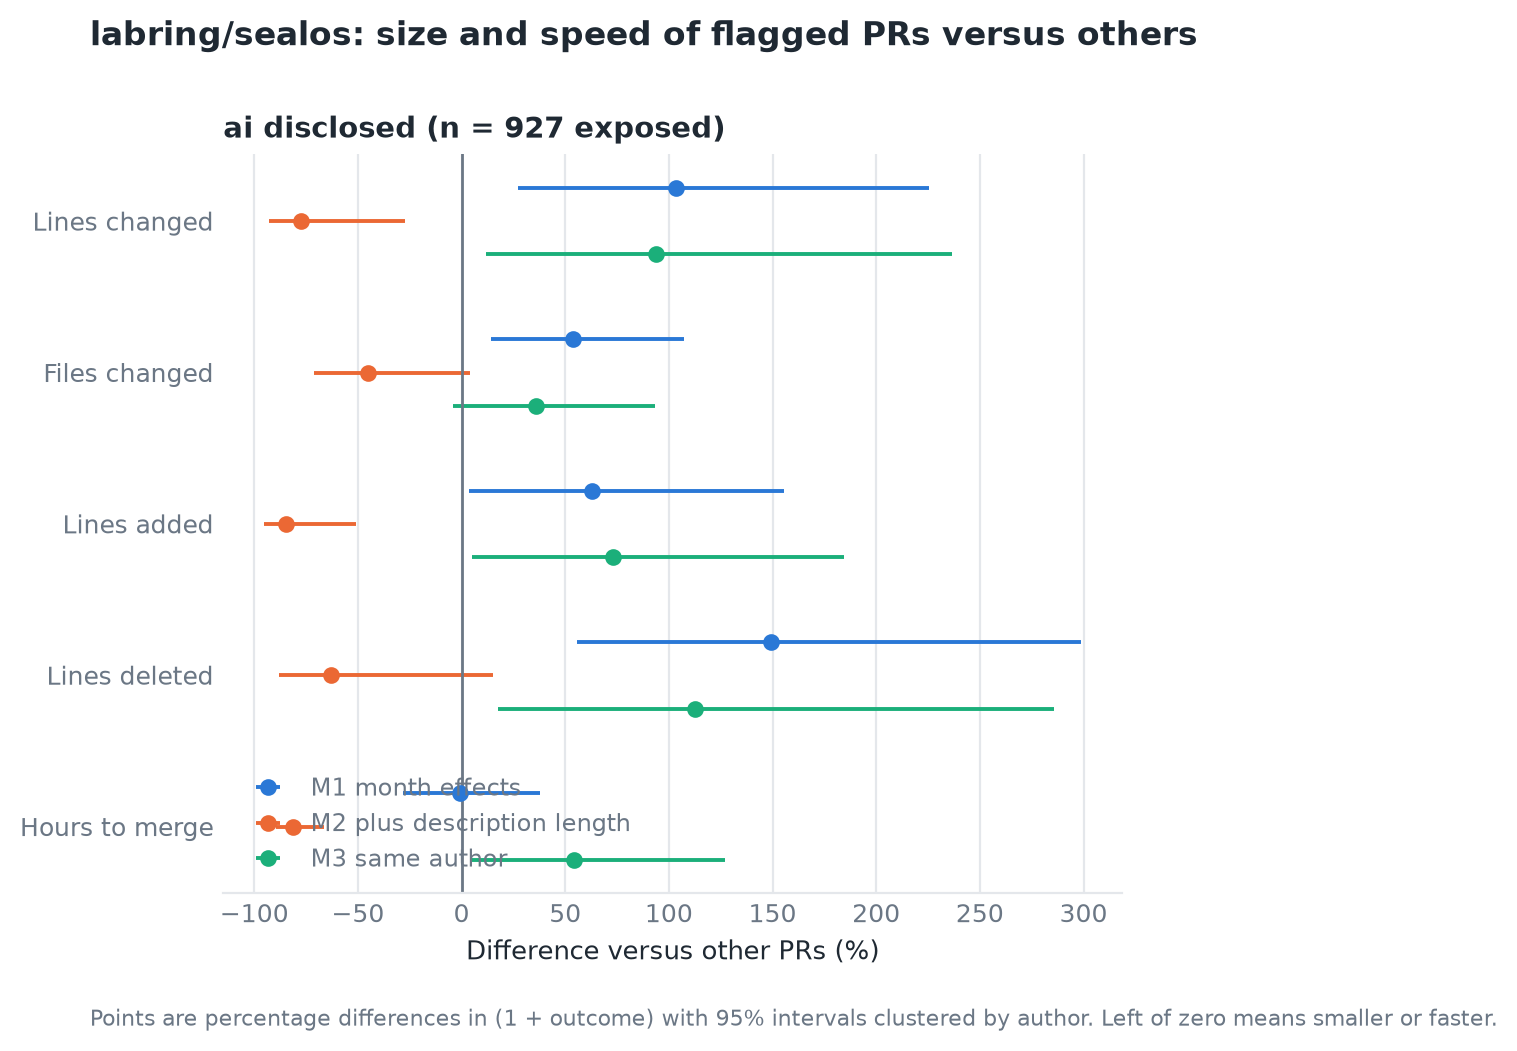 labring/sealos: size and speed of flagged PRs versus others
ai disclosed (n = 927 exposed)
Lines changed
Files changed
Lines added
Lines deleted
Hours to merge
M1 month effects
M2 plus description length
M3 same author
−100 −50 0 50 100 150 200 250 300
Difference versus other PRs (%)
Points are percentage differences in (1 + outcome) with 95% intervals clustered by author. Left of zero means smaller or faster.